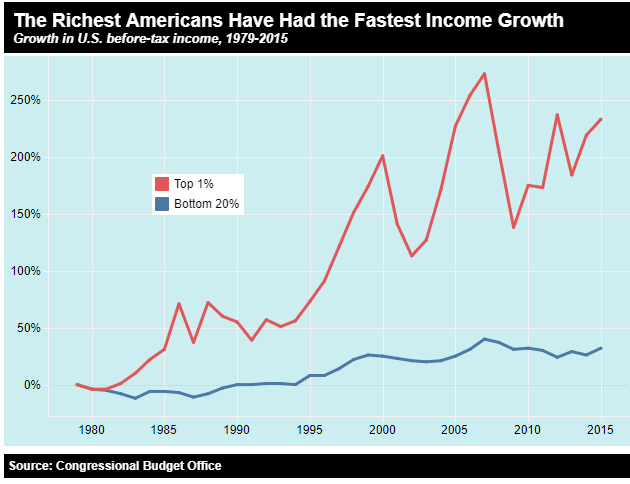 The Richest Americans Have Had the Fastest Income Growth
Growth in U.S. before-tax income, 1979-2015
250%
200%
150%
100%
50%
0%
Top 1%
Bottom 20%
1980 1985 1990 1995 2000 2005 2010 2015
Source: Congressional Budget Office